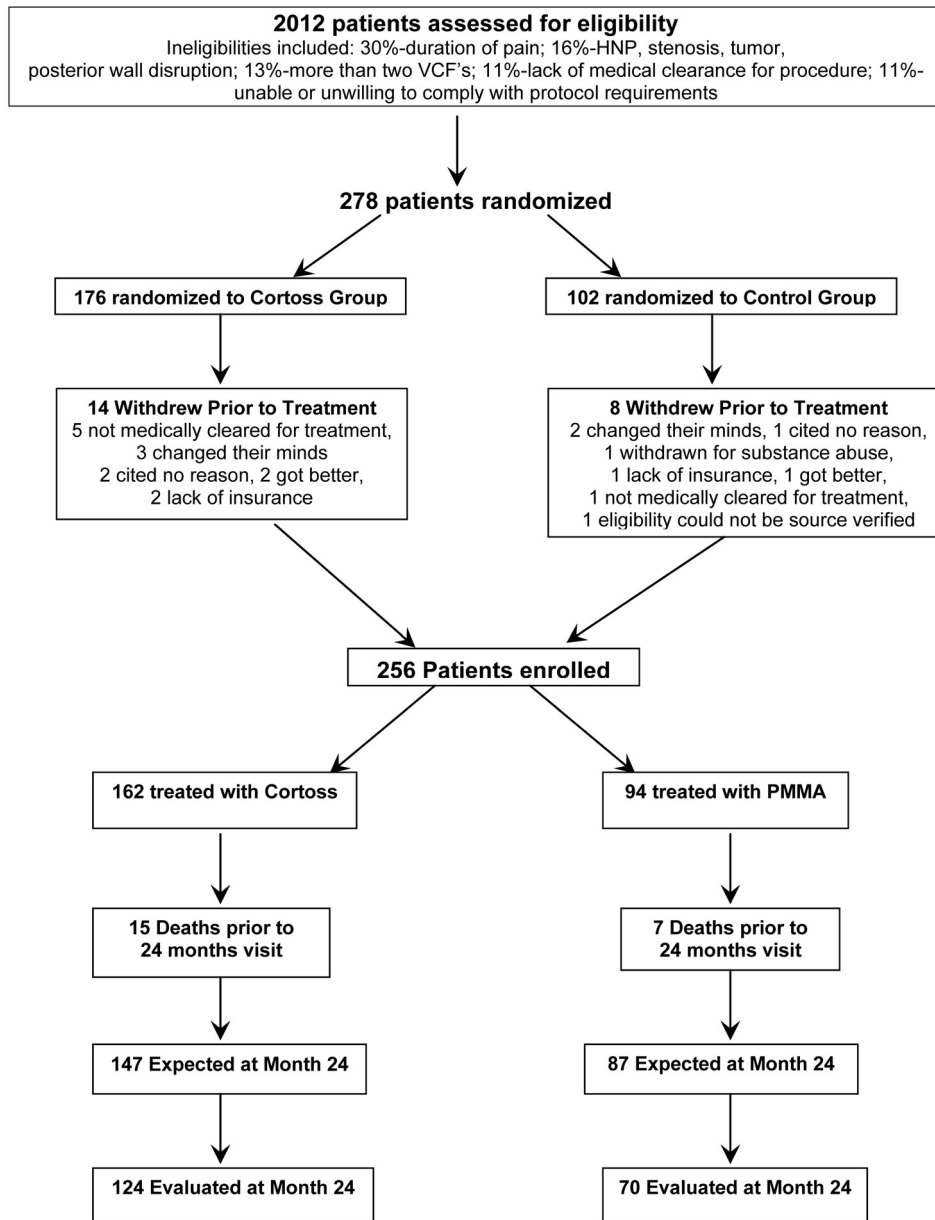 2012 patients assessed for eligibility
Ineligibilities included: 30%-duration of pain; 16%-HNP, stenosis, tumor,
posterior wall disruption; 13%-more than two VCF's; 11%-lack of medical clearance for procedure; 11%-
unable or unwilling to comply with protocol requirements
278 patients randomized
176 randomized to Cortoss Group
102 randomized to Control Group
14 Withdrew Prior to Treatment
5 not medically cleared for treatment,
3 changed their minds
2 cited no reason, 2 got better,
2 lack of insurance
8 Withdrew Prior to Treatment
2 changed their minds, 1 cited no reason,
1 withdrawn for substance abuse,
1 lack of insurance, 1 got better,
1 not medically cleared for treatment,
1 eligibility could not be source verified
256 Patients enrolled
162 treated with Cortoss
94 treated with PMMA
15 Deaths prior to
24 months visit
7 Deaths prior to
24 months visit
147 Expected at Month 24
87 Expected at Month 24
124 Evaluated at Month 24
70 Evaluated at Month 24